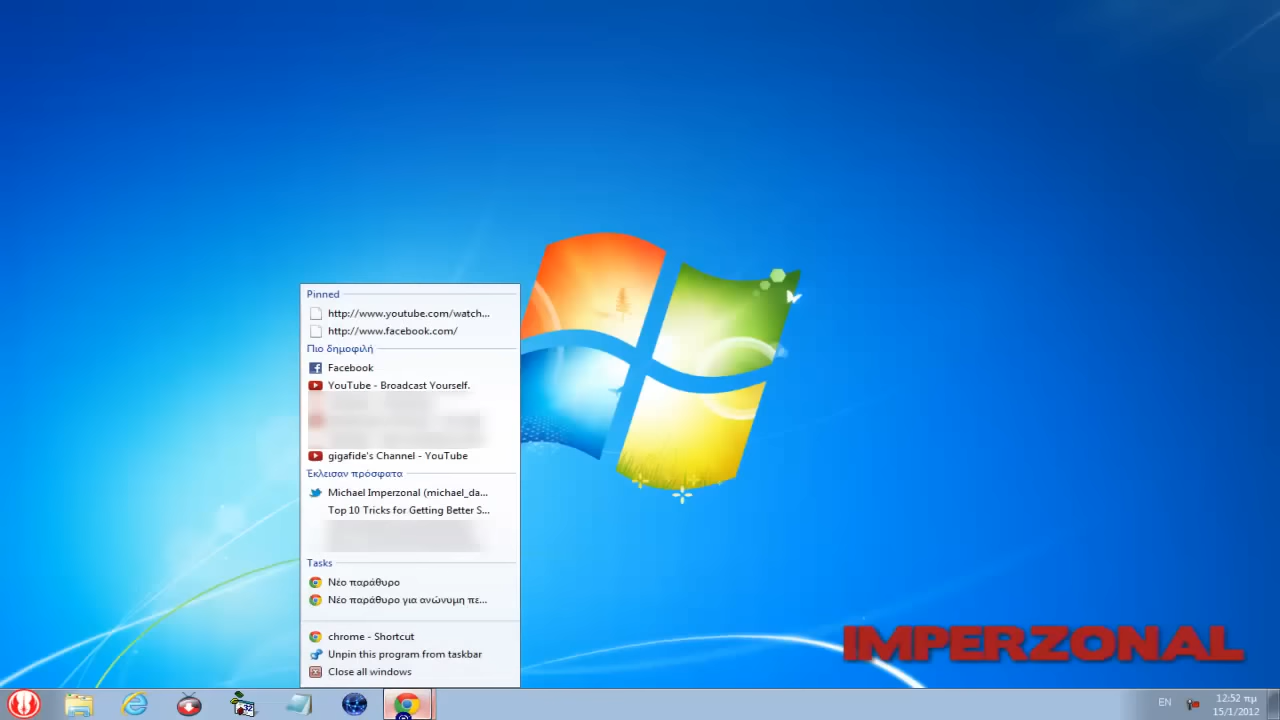 Pinned
http://www.youtube.com/watch...
http://www.facebook.com/
Πιο δημοφιλή
Facebook
YouTube - Broadcast Yourself.
gigafide's Channel - YouTube
Έκλεισαν πρόσφατα
Michael Imperzonal (michael_da...
Top 10 Tricks for Getting Better S...
Tasks
Νέο παράθυρο
Νέο παράθυρο για ανώνυμη πε...
chrome - Shortcut
Unpin this program from taskbar
Close all windows
IMPERZONAL
EN
12:52 πμ
15/1/2012